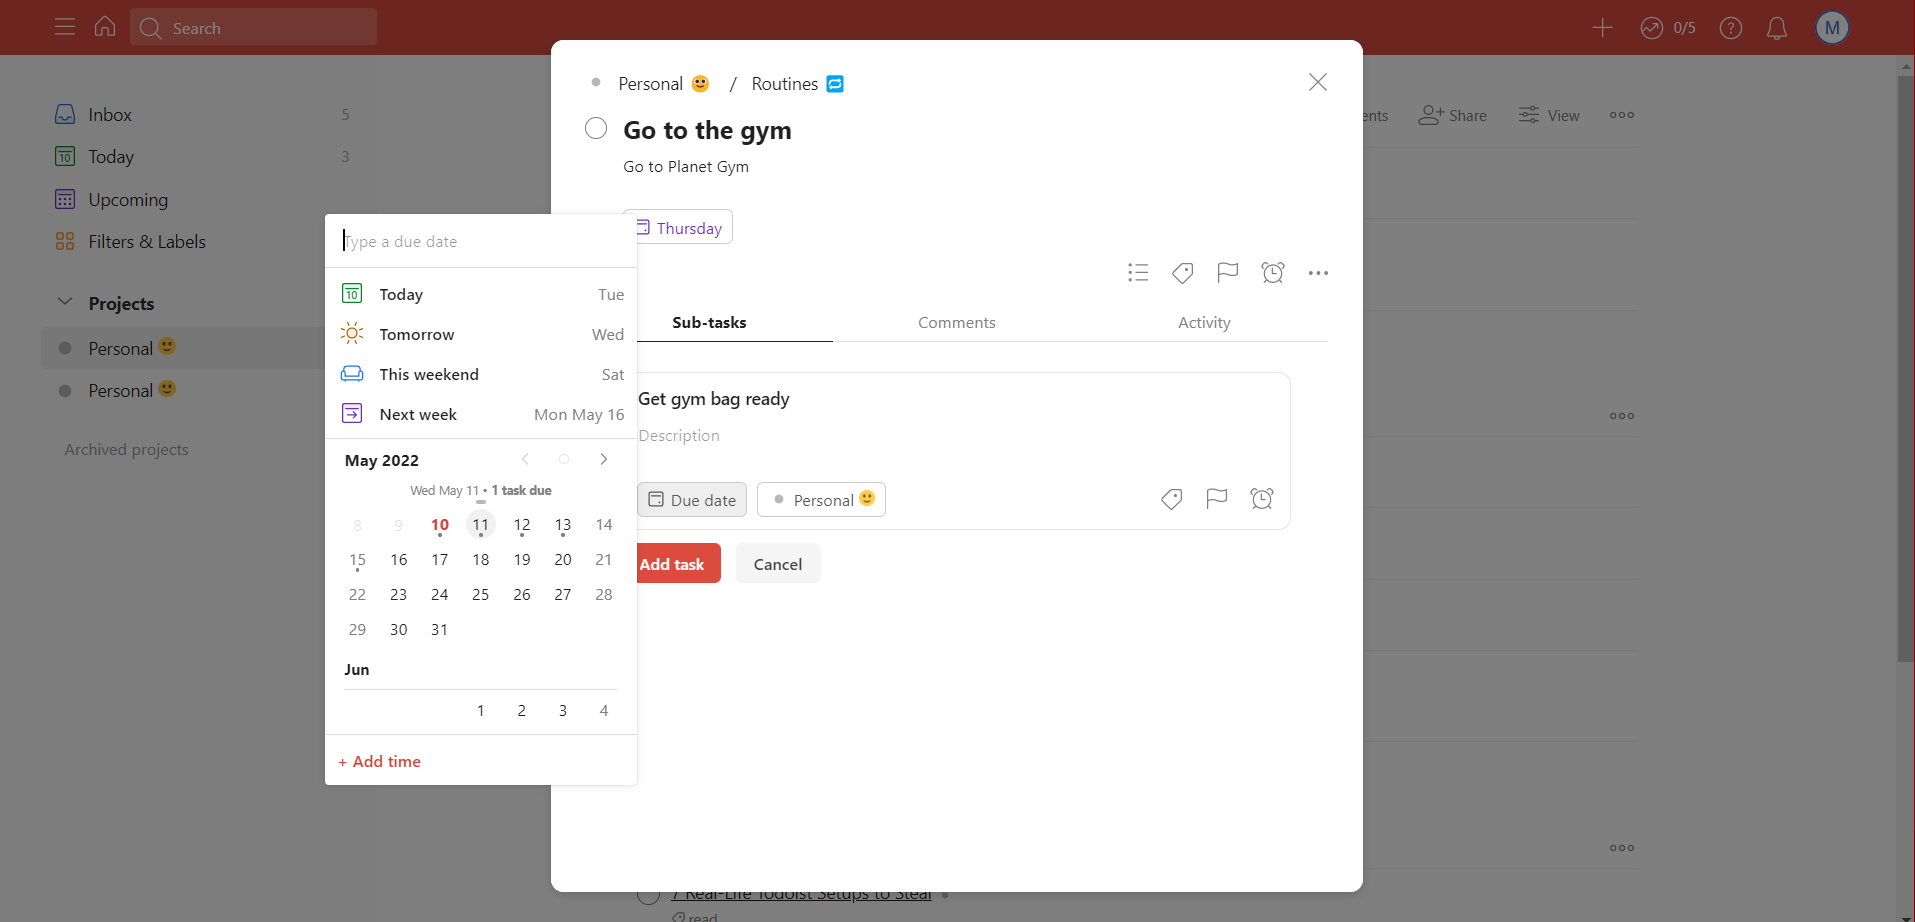 Search
0/5
?
M
Inbox 5
10 Today 3
Upcoming
Filters & Labels
Projects
Personal
Personal
Archived projects
Share
View
Personal / Routines
Go to the gym
Go to Planet Gym
Thursday
Sub-tasks Comments Activity
Get gym bag ready
Description
Due date Personal
Add task Cancel
Type a due date
10 Today Tue
Tomorrow Wed
This weekend Sat
Next week Mon May 16
May 2022
Wed May 11 • 1 task due
8 9 10 11 12 13 14
15 16 17 18 19 20 21
22 23 24 25 26 27 28
29 30 31
Jun
1 2 3 4
+ Add time
7 Real-Life Todoist Setups to Steal
read